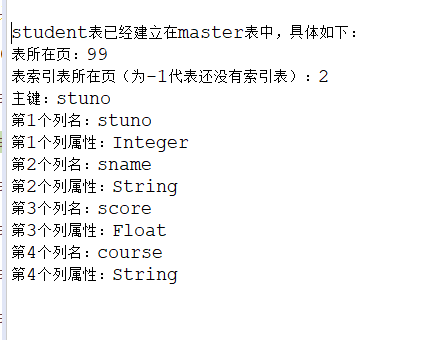 student表已经建立在master表中，具体如下：
表所在页：99
表索引表所在页（为-1代表还没有索引表）：2
主键：stuno
第1个列名：stuno
第1个列属性：Integer
第2个列名：sname
第2个列属性：String
第3个列名：score
第3个列属性：Float
第4个列名：course
第4个列属性：String